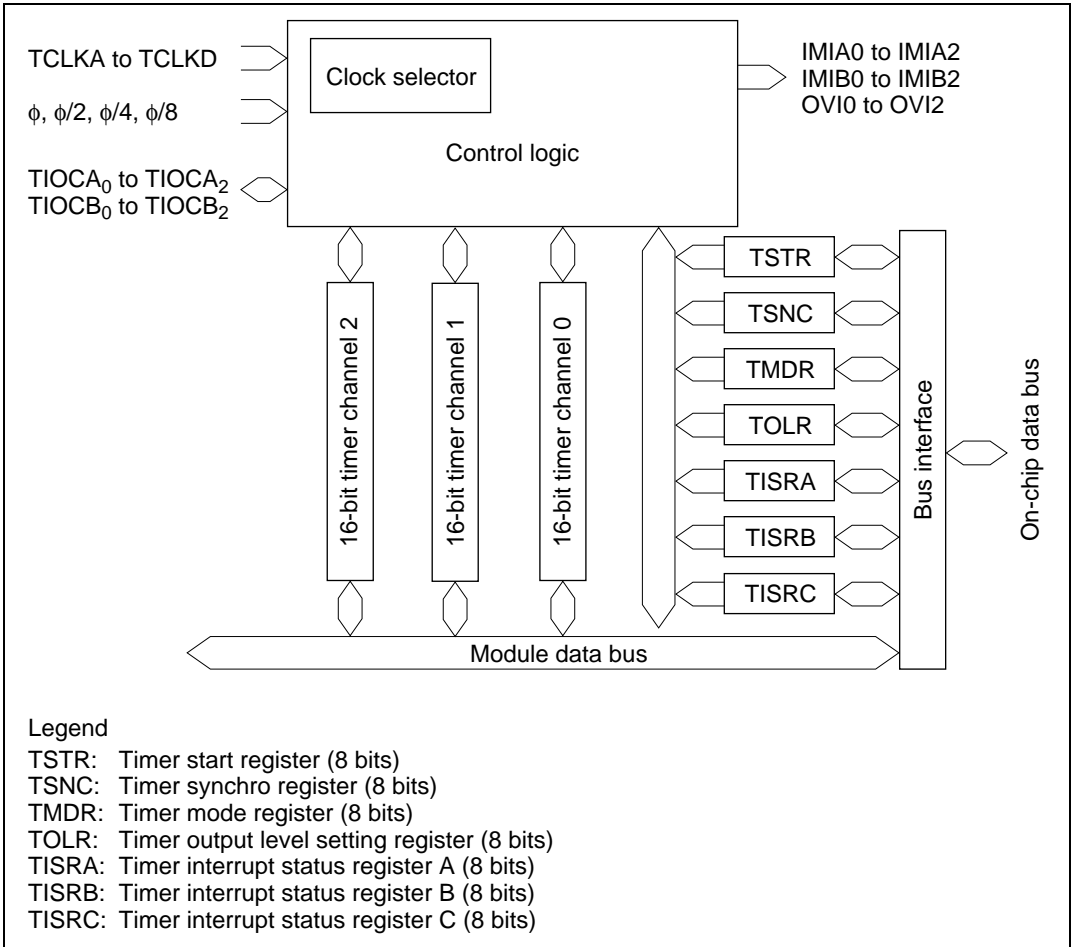 TCLKA to TCLKD
ϕ, ϕ/2, ϕ/4, ϕ/8
TIOCA0 to TIOCA2
TIOCB0 to TIOCB2
Clock selector
Control logic
IMIA0 to IMIA2
IMIB0 to IMIB2
OVI0 to OVI2
16-bit timer channel 2
16-bit timer channel 1
16-bit timer channel 0
TSTR
TSNC
TMDR
TOLR
TISRA
TISRB
TISRC
Bus interface
On-chip data bus
Module data bus
Legend
TSTR: Timer start register (8 bits)
TSNC: Timer synchro register (8 bits)
TMDR: Timer mode register (8 bits)
TOLR: Timer output level setting register (8 bits)
TISRA: Timer interrupt status register A (8 bits)
TISRB: Timer interrupt status register B (8 bits)
TISRC: Timer interrupt status register C (8 bits)